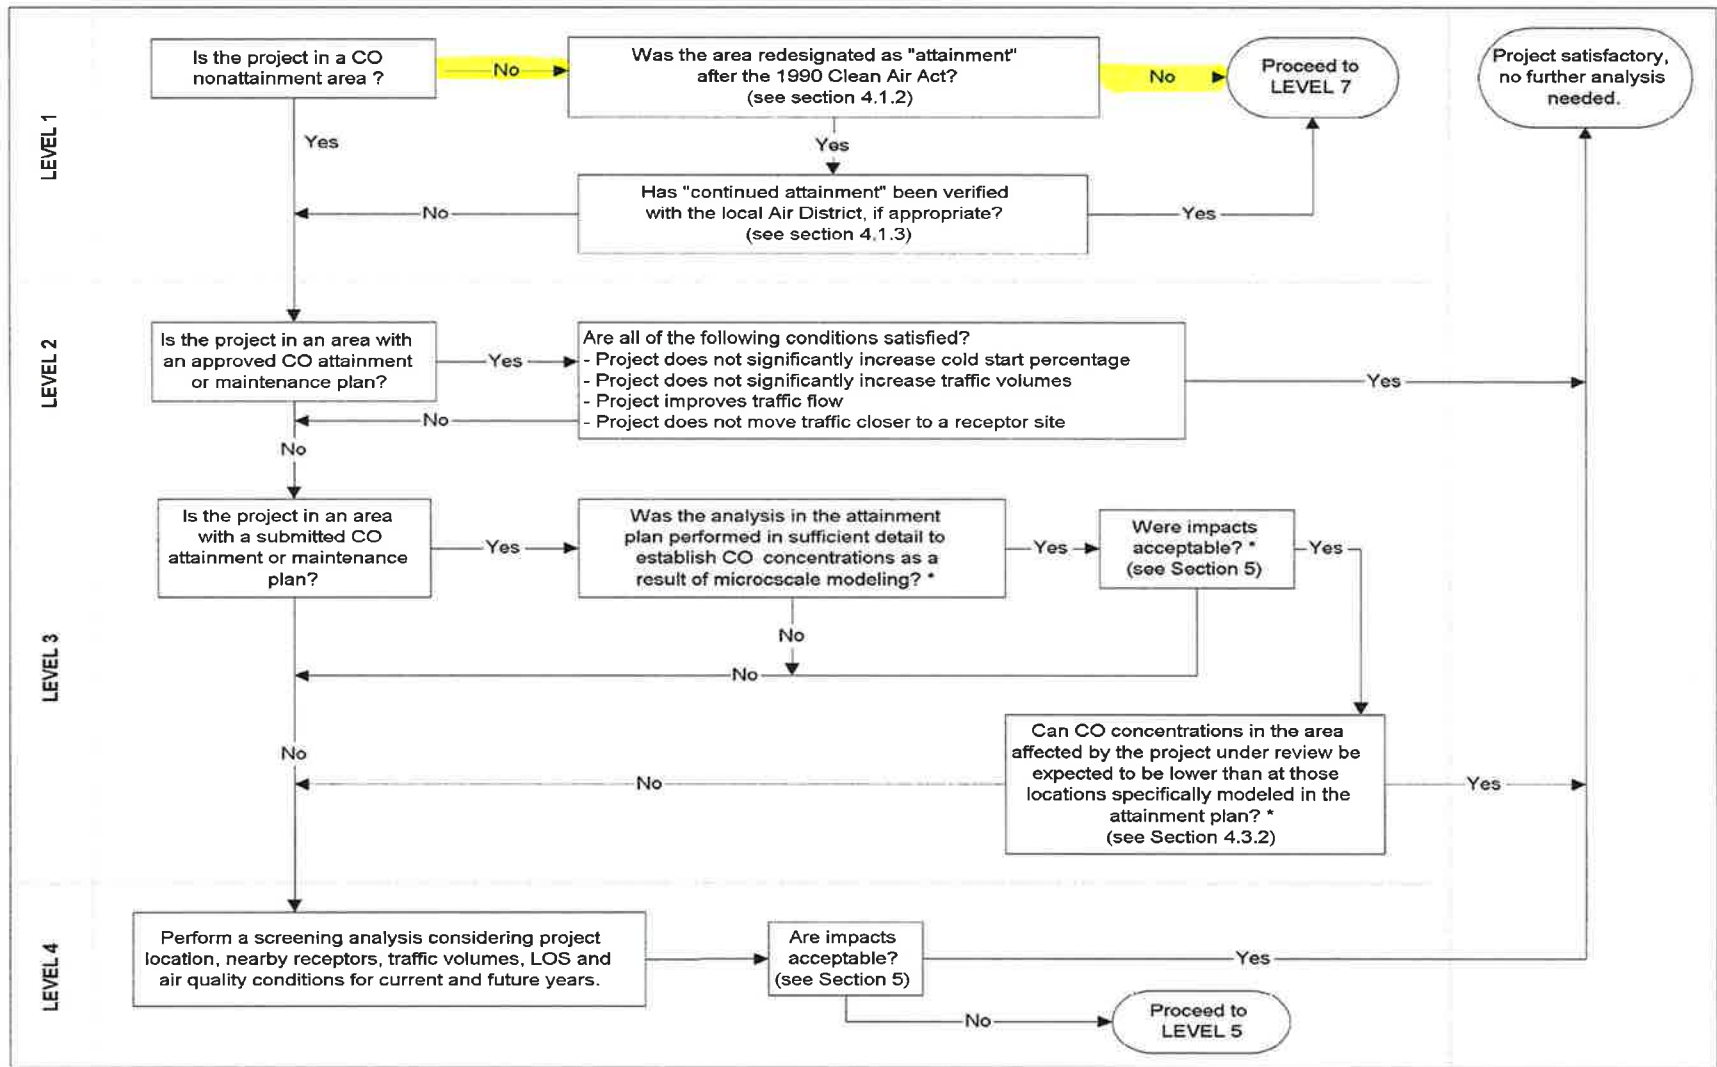 LEVEL 1
Is the project in a CO
nonattainment area ?
No
Was the area redesignated as "attainment"
after the 1990 Clean Air Act?
(see section 4.1.2)
No
Proceed to
LEVEL 7
Project satisfactory,
no further analysis
needed.
Yes
Yes
Has "continued attainment" been verified
with the local Air District, if appropriate?
(see section 4.1.3)
No
Yes
LEVEL 2
Is the project in an area with
an approved CO attainment
or maintenance plan?
Yes
Are all of the following conditions satisfied?
- Project does not significantly increase cold start percentage
- Project does not significantly increase traffic volumes
- Project improves traffic flow
- Project does not move traffic closer to a receptor site
Yes
No
No
LEVEL 3
Is the project in an area
with a submitted CO
attainment or maintenance
plan?
Yes
Was the analysis in the attainment
plan performed in sufficient detail to
establish CO concentrations as a
result of microcscale modeling? *
Yes
Were impacts
acceptable? *
(see Section 5)
Yes
No
No
No
Can CO concentrations in the area
affected by the project under review be
expected to be lower than at those
locations specifically modeled in the
attainment plan? *
(see Section 4.3.2)
No
Yes
LEVEL 4
Perform a screening analysis considering project
location, nearby receptors, traffic volumes, LOS and
air quality conditions for current and future years.
Are impacts
acceptable?
(see Section 5)
Yes
No
Proceed to
LEVEL 5